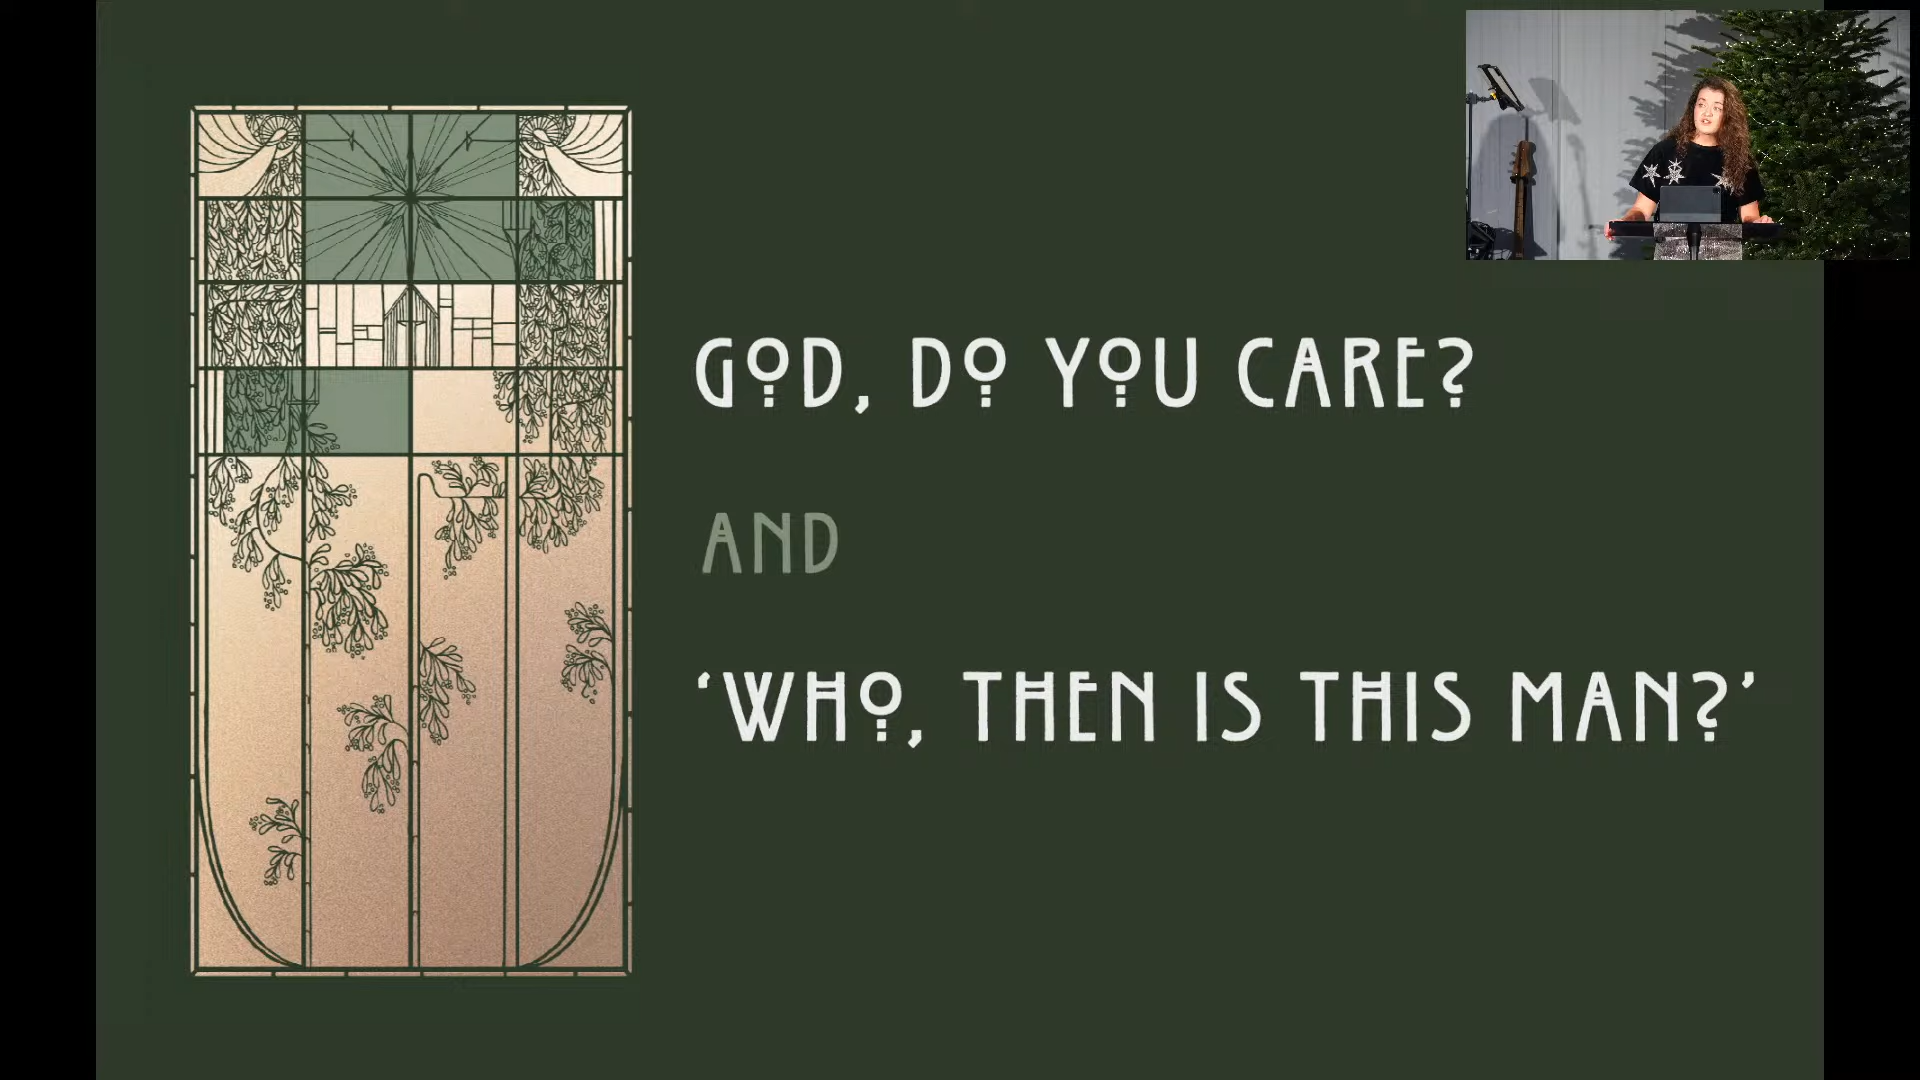 GOD, DO YOU CARE?
AND
‘WHO, THEN IS THIS MAN?’